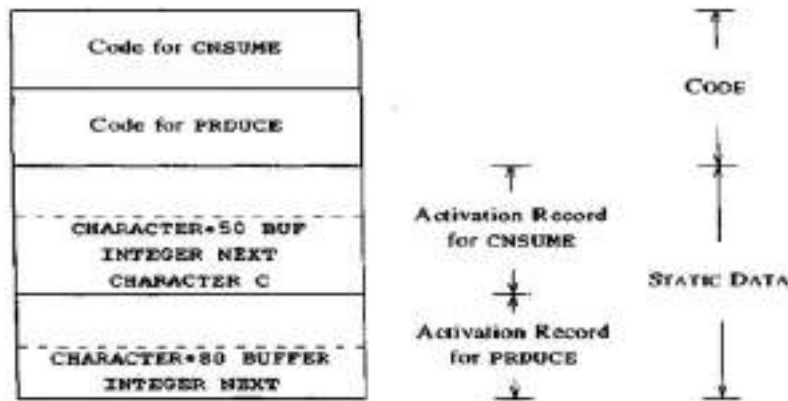 Code for CNSUME
Code for PRDUCE
CHARACTER*50 BUF
INTEGER NEXT
CHARACTER C
CHARACTER*80 BUFFER
INTEGER NEXT
Activation Record
for CNSUME
Activation Record
for PRDUCE
CODE
STATIC DATA